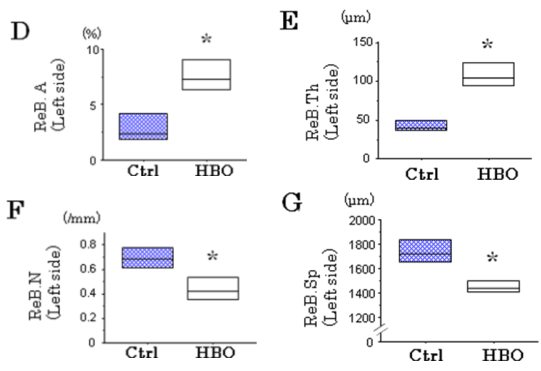 D
(%)
*
ReB. A
(Left side)
10
5
0
Ctrl HBO
E
(µm)
*
ReB.Th
(Left side)
150
100
50
0
Ctrl HBO
F
(/mm)
*
ReB.N
(Left side)
0.8
0.6
0.4
0.2
0
Ctrl HBO
G
(µm)
*
ReB.Sp
(Left side)
2000
1800
1600
1400
1200
0
Ctrl HBO